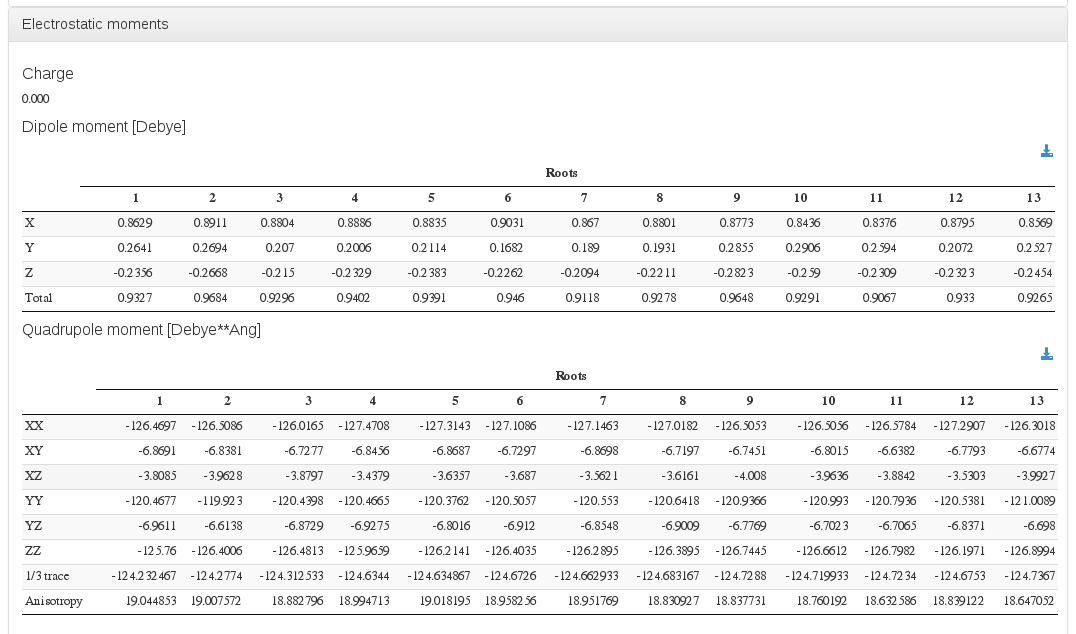 Electrostatic moments
Charge
0.000
Dipole moment [Debye]
Roots
1 2 3 4 5 6 7 8 9 10 11 12 13
X 0.8629 0.8911 0.8804 0.8886 0.8835 0.9031 0.867 0.8801 0.8773 0.8436 0.8376 0.8795 0.8569
Y 0.2641 0.2694 0.207 0.2006 0.2114 0.1682 0.189 0.1931 0.2855 0.2906 0.2594 0.2072 0.2527
Z -0.2356 -0.2668 -0.215 -0.2329 -0.2383 -0.2262 -0.2094 -0.2211 -0.2823 -0.259 -0.2309 -0.2323 -0.2454
Total 0.9327 0.9684 0.9296 0.9402 0.9391 0.946 0.9118 0.9278 0.9648 0.9291 0.9067 0.933 0.9265
Quadrupole moment [Debye**Ang]
Roots
1 2 3 4 5 6 7 8 9 10 11 12 13
XX -126.4697 -126.5086 -126.0165 -127.4708 -127.3143 -127.1086 -127.1463 -127.0182 -126.5053 -126.5056 -126.5784 -127.2907 -126.3018
XY -6.8691 -6.8381 -6.7277 -6.8456 -6.8687 -6.7297 -6.8698 -6.7197 -6.7451 -6.8015 -6.6382 -6.7793 -6.6774
XZ -3.8085 -3.9628 -3.8797 -3.4379 -3.6357 -3.687 -3.5621 -3.6161 -4.008 -3.9636 -3.8842 -3.5303 -3.9927
YY -120.4677 -119.923 -120.4398 -120.4665 -120.3762 -120.5057 -120.553 -120.6418 -120.9366 -120.993 -120.7936 -120.5381 -121.0089
YZ -6.9611 -6.6138 -6.8729 -6.9275 -6.8016 -6.912 -6.8548 -6.9009 -6.7769 -6.7023 -6.7065 -6.8371 -6.698
ZZ -125.76 -126.4006 -126.4813 -125.9659 -126.2141 -126.4035 -126.2895 -126.3895 -126.7445 -126.6612 -126.7982 -126.1971 -126.8994
1/3 trace -124.232467 -124.2774 -124.312533 -124.6344 -124.634867 -124.6726 -124.662933 -124.683167 -124.7288 -124.719933 -124.7234 -124.6753 -124.7367
Anisotropy 19.044853 19.007572 18.882796 18.994713 19.018195 18.958256 18.951769 18.830927 18.837731 18.760192 18.632586 18.839122 18.647052